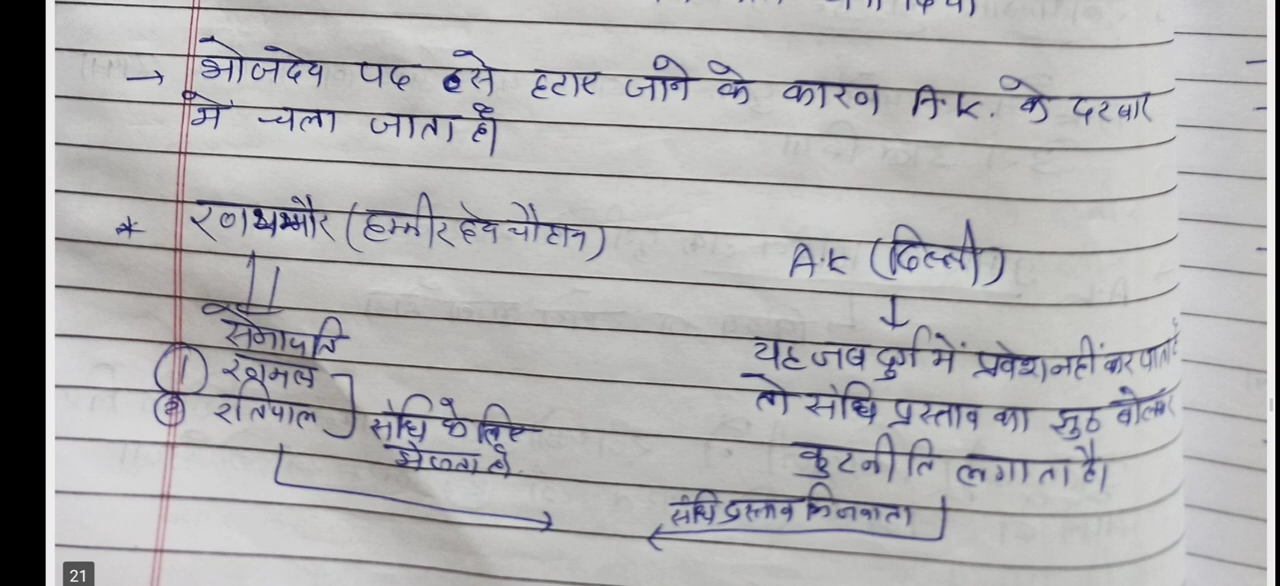 → भोजदेव पद से हटाए जाने के कारण A.K. के दरबार
में चला जाता है।
* रणथम्भौर (हम्मीर देव चौहान)
A.K (दिल्ली)
सेनापति
① रणमल
② रतिपाल
संधि के लिए
भेजता है.
यह जब दुर्ग में प्रवेश नहीं कर पाता है
तो संधि प्रस्ताव का झुठ बोलकर
कुटनीति लगाता है।
संधि प्रस्ताव भिजवाता
21